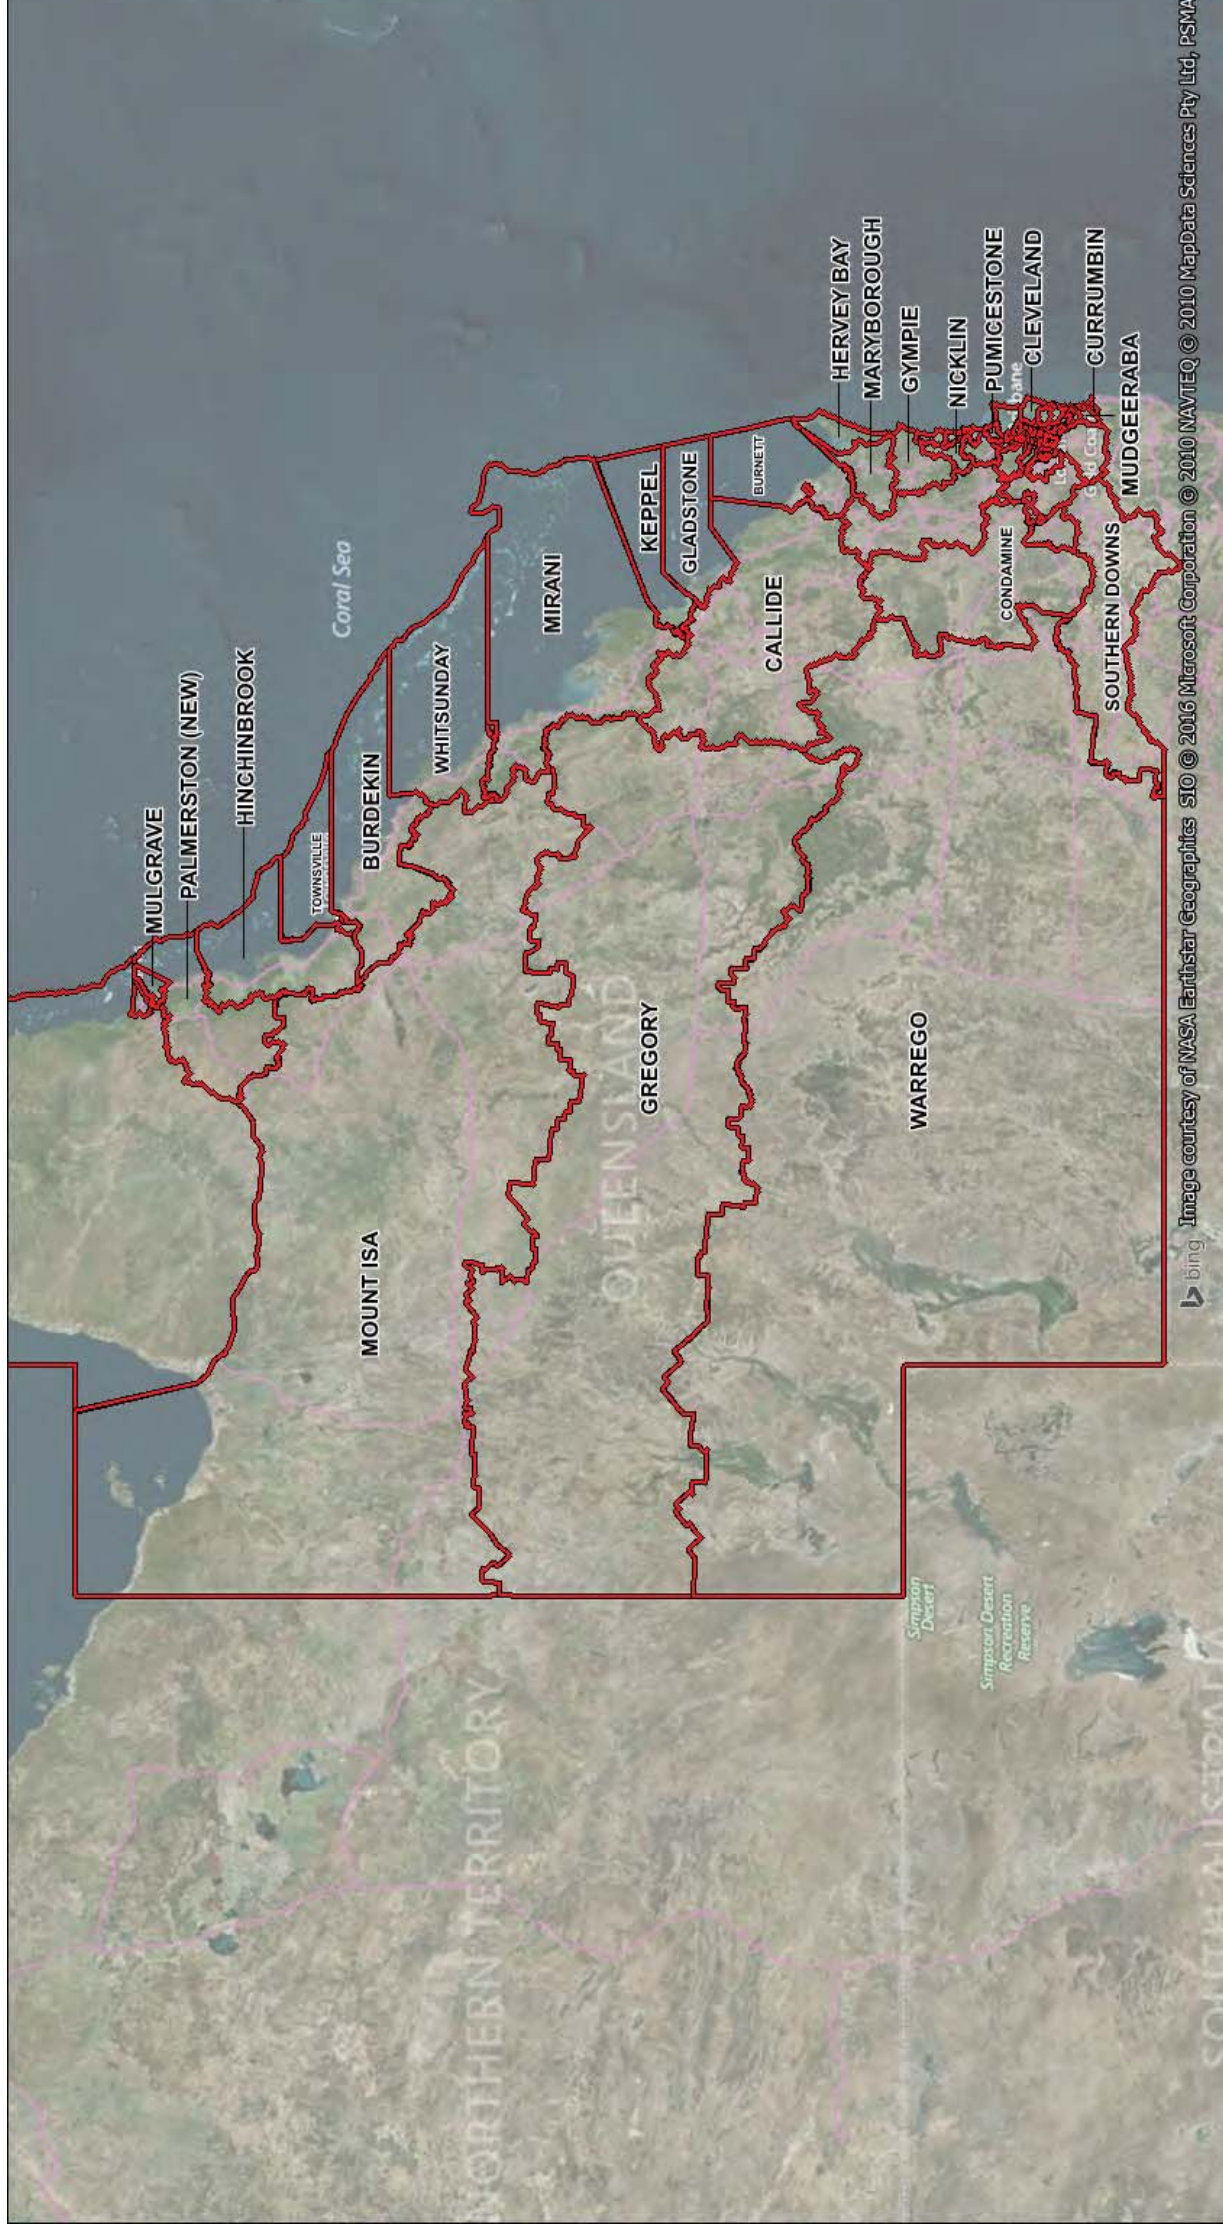 MULGRAVE
PALMERSTON (NEW)
HINCHINBROOK
Coral Sea
TOWNSVILLE
BURDEKIN
WHITSUNDAY
MIRANI
KEPPEL
GLADSTONE
BURNETT
HERVEY BAY
MARYBOROUGH
GYMPIE
NICKLIN
PUMICESTONE
CLEVELAND
CURRUMBIN
MUDGEERABA
CALLIDE
CONDAMINE
SOUTHERN DOWNS
MOUNT ISA
QUEENSLAND
GREGORY
WARREGO
NORTHERN TERRITORY
Simpson
Desert
Simpson Desert
Recreation
Reserve
bing Image courtesy of NASA Earthstar Geographics SIO © 2016 Microsoft Corporation © 2010 NAVTEQ © 2010 MapData Sciences Pty Ltd, PSMA